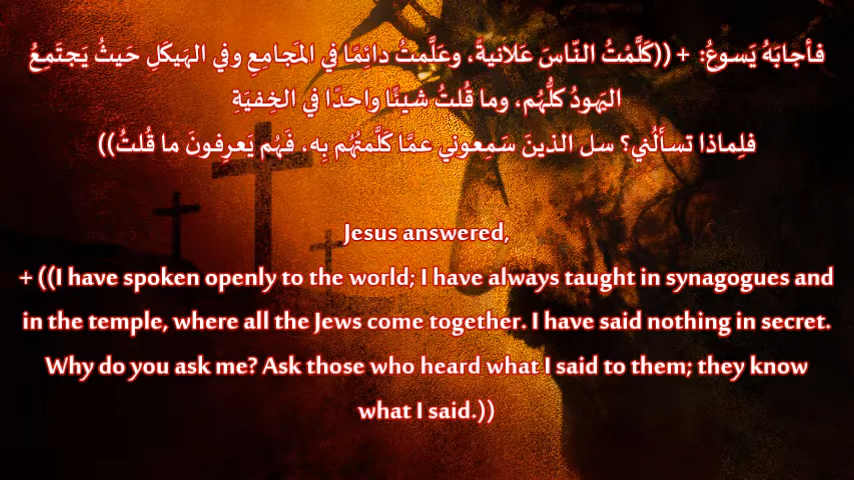 فأجابَهُ يَسوعُ: + ((كَلَّمْتُ النّاسَ عَلانيةً، وعَلَّمتُ دائمًا في المَجامعِ وفي الهَيكَلِ حَيثُ يَجتَمِعُ
اليَهودُ كلُّهُم، وما قُلتُ شيئًا واحدًا في الخِفيَةِ
فلِماذا تسألُني؟ سل الذينَ سَمِعوني عمَّا كَلَّمتُهُم بِه، فَهُم يَعرِفونَ ما قُلتُ))
Jesus answered,
+ ((I have spoken openly to the world; I have always taught in synagogues and
in the temple, where all the Jews come together. I have said nothing in secret.
Why do you ask me? Ask those who heard what I said to them; they know
what I said.))